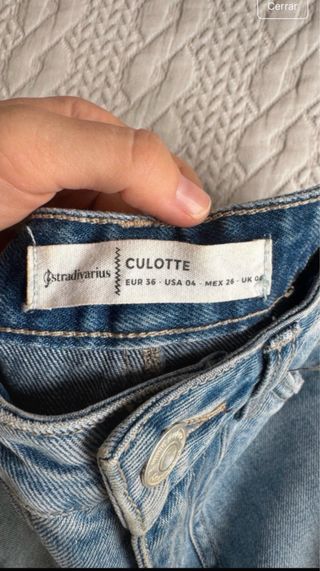 Cerrar
stradivarius
CULOTTE
EUR 36 · USA 04 · MEX 26 · UK 08